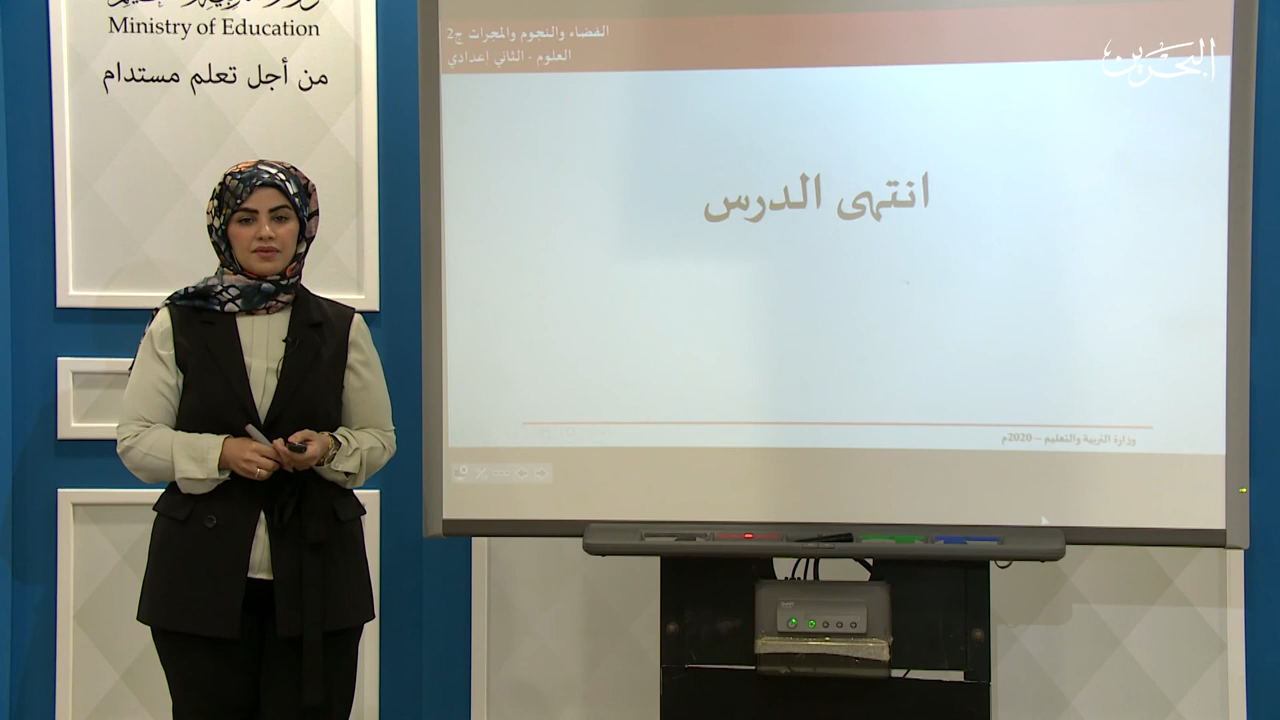 Ministry of Education
من أجل تعلم مستدام
الفضاء والنجوم والمجرات ج2
العلوم - الثاني اعدادي
البحرين
انتهى الدرس
وزارة التربية والتعليم – 2020م